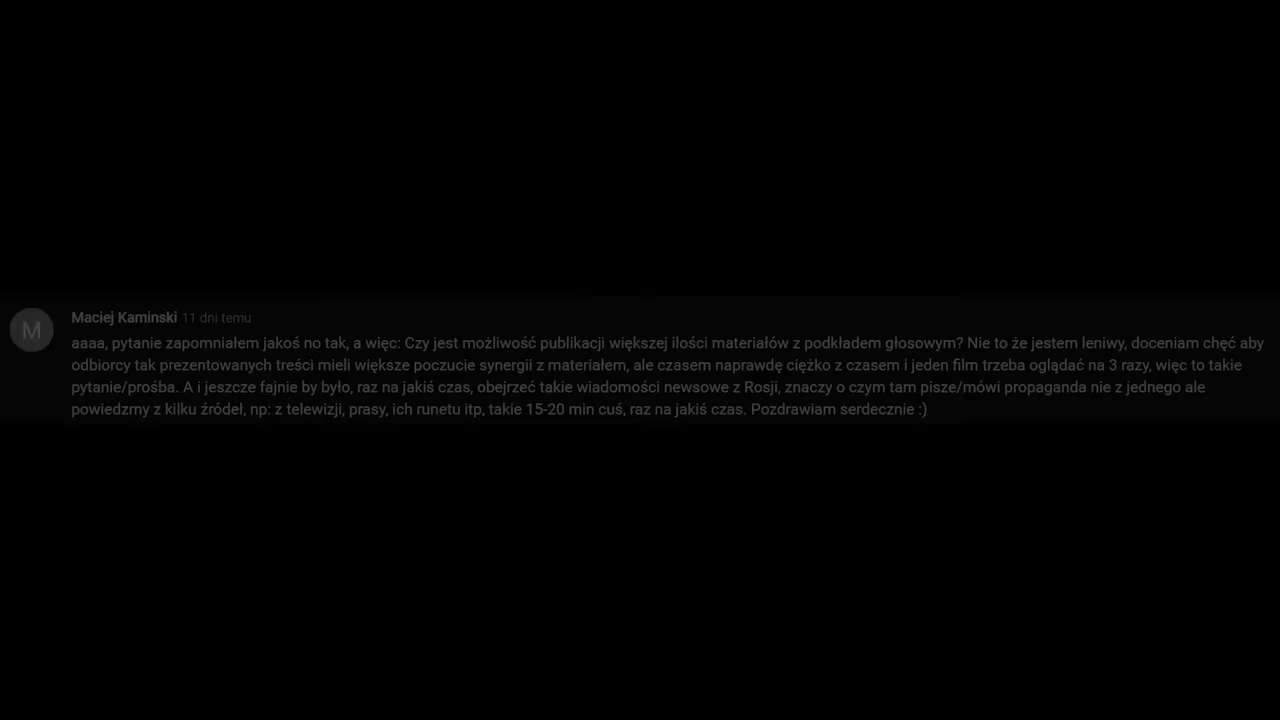 M
Maciej Kaminski 11 dni temu
aaaa, pytanie zapomniałem jakoś no tak, a więc: Czy jest możliwość publikacji większej ilości materiałów z podkładem głosowym? Nie to że jestem leniwy, doceniam chęć aby
odbiorcy tak prezentowanych treści mieli większe poczucie synergii z materiałem, ale czasem naprawdę ciężko z czasem i jeden film trzeba oglądać na 3 razy, więc to takie
pytanie/prośba. A i jeszcze fajnie by było, raz na jakiś czas, obejrzeć takie wiadomości newsowe z Rosji, znaczy o czym tam pisze/mówi propaganda nie z jednego ale
powiedzmy z kilku źródeł, np: z telewizji, prasy, ich runetu itp, takie 15-20 min cuś, raz na jakiś czas. Pozdrawiam serdecznie :)